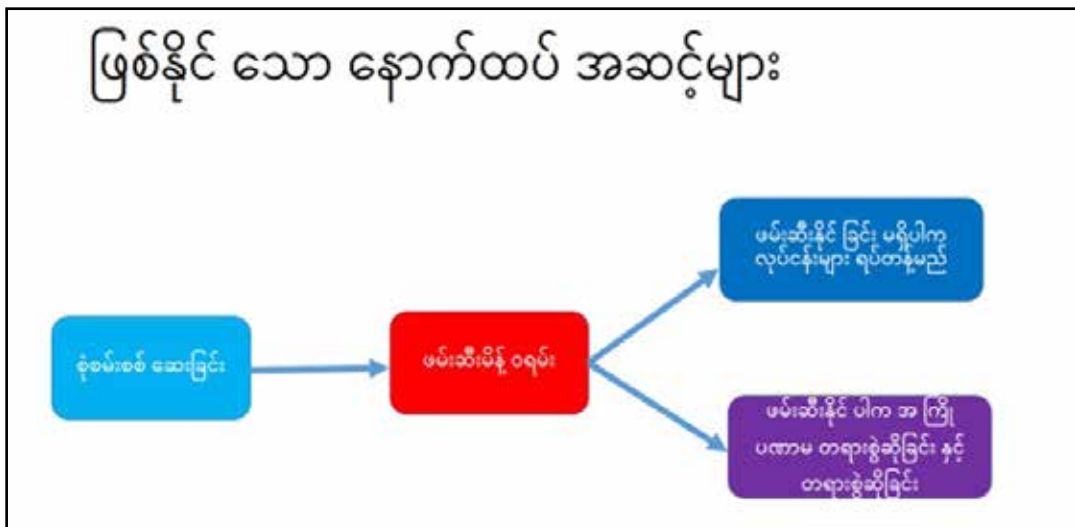 ဖြစ်နိုင် သော နောက်ထပ် အဆင့်များ
စုံစမ်းစစ် ဆေးခြင်း
ဖမ်းဆီးမိန့် ဝရမ်း
ဖမ်းဆီးနိုင် ခြင်း မရှိပါက
လုပ်ငန်းများ ရပ်တန့်မည်
ဖမ်းဆီးနိုင် ပါက အ ကြို
ပဏာမ တရားစွဲဆိုခြင်း နှင့်
တရားစွဲဆိုခြင်း